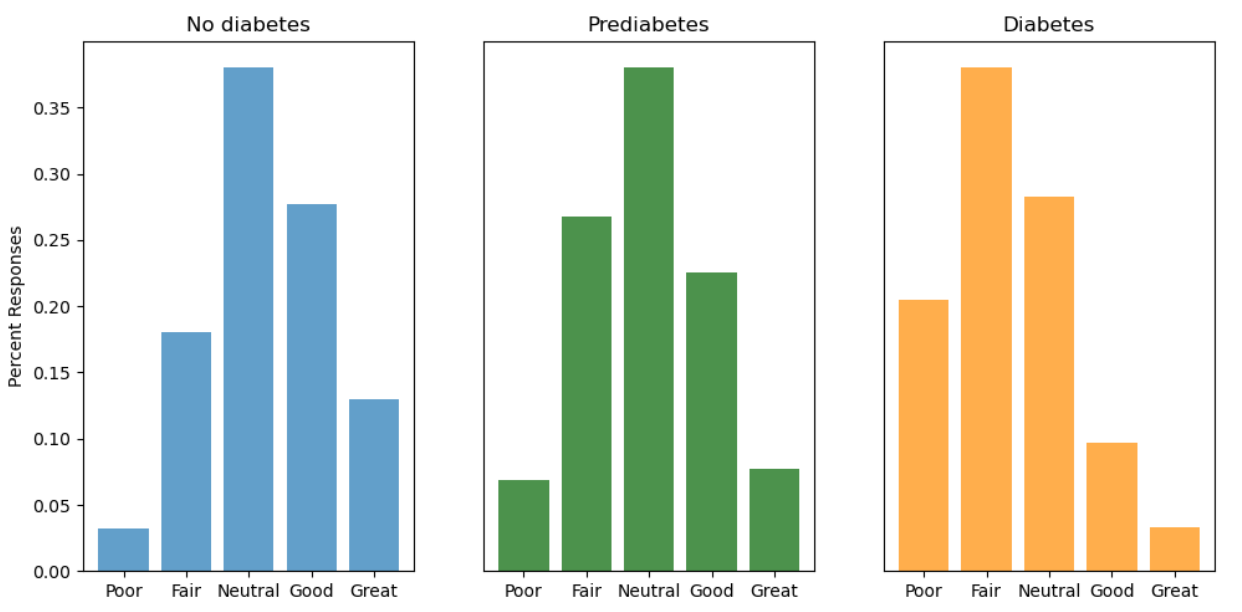 No diabetes
Prediabetes
Diabetes
Percent Responses
0.35
0.30
0.25
0.20
0.15
0.10
0.05
0.00
Poor Fair Neutral Good Great
Poor Fair Neutral Good Great
Poor Fair Neutral Good Great